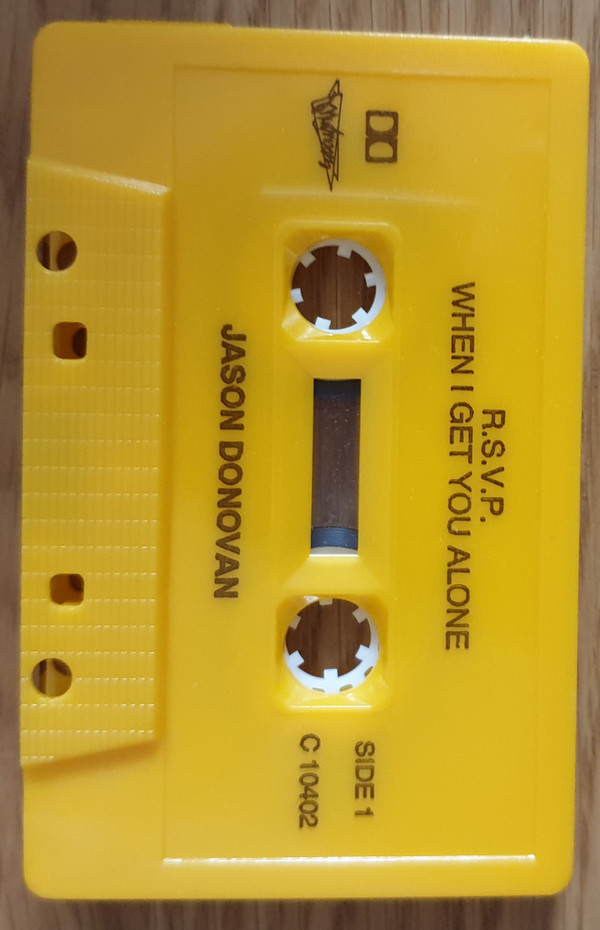 R.S.V.P.
WHEN I GET YOU ALONE
SIDE 1
C 10402
JASON DONOVAN